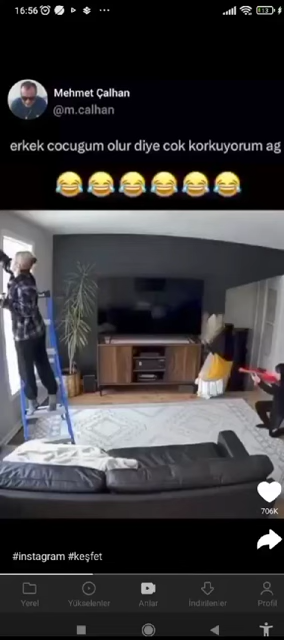 16:56
Mehmet Çalhan
@m.calhan
erkek cocugum olur diye cok korkuyorum ag
😂😂😂😂😂😂
706K
#instagram #keşfet
Yerel Yükselenler Anlar İndirilenler Profil